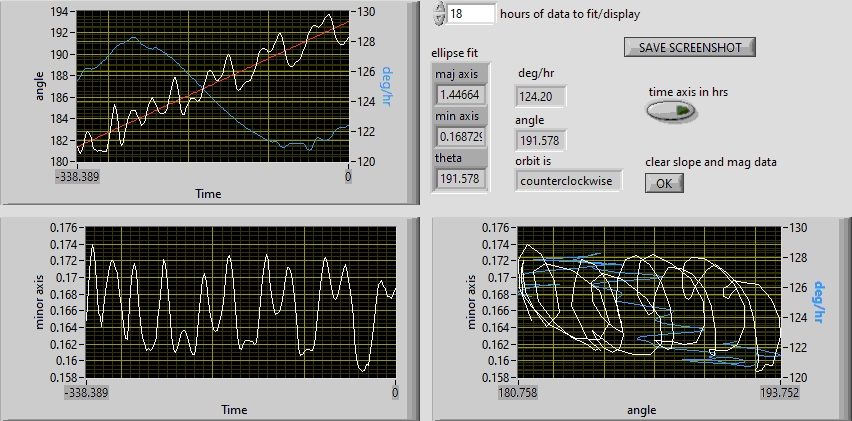 194
192
190
188
186
184
182
180
angle
130
128
126
124
122
120
deg/hr
-338.389
0
Time
18 hours of data to fit/display
SAVE SCREENSHOT
ellipse fit
maj axis
1.44664
min axis
0.168729
theta
191.578
deg/hr
124.20
angle
191.578
orbit is
counterclockwise
time axis in hrs
clear slope and mag data
OK
0.176
0.174
0.172
0.17
0.168
0.166
0.164
0.162
0.16
0.158
minor axis
-338.389
0
Time
0.176
0.174
0.172
0.17
0.168
0.166
0.164
0.162
0.16
0.158
minor axis
130
128
126
124
122
120
deg/hr
180.758
193.752
angle